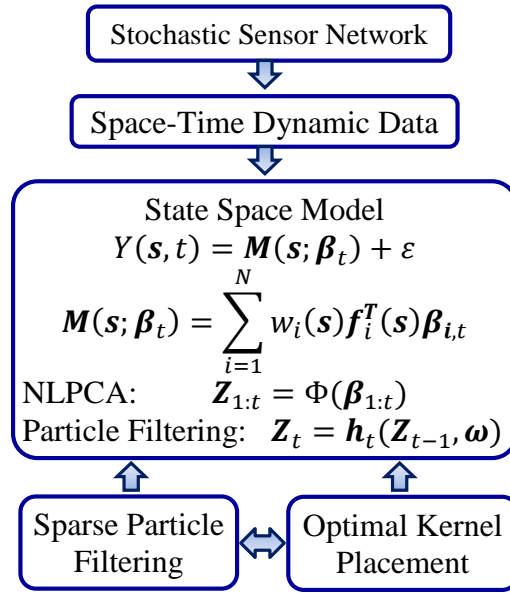 Stochastic Sensor Network
Space-Time Dynamic Data
State Space Model
Y(s, t) = M(s; β_t) + ε
M(s; β_t) = ∑_{i=1}^{N} w_i(s) f_i^T(s) β_{i,t}
NLPCA: Z_{1:t} = Φ(β_{1:t})
Particle Filtering: Z_t = h_t(Z_{t−1}, ω)
Sparse Particle
Filtering
Optimal Kernel
Placement